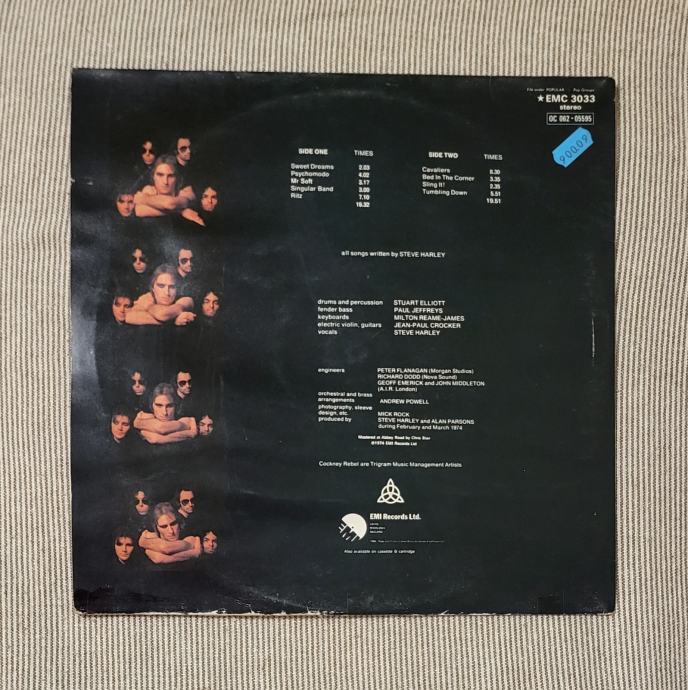 File under POPULAR : Pop Groups
★EMC 3033
stereo
OC 062 - 05595
90009
SIDE ONE TIMES
Sweet Dreams 2.03
Psychomodo 4.02
Mr Soft 3.17
Singular Band 3.00
Ritz 7.10
19.32
SIDE TWO TIMES
Cavaliers 8.30
Bed In The Corner 3.35
Sling It! 2.35
Tumbling Down 5.51
19.51
all songs written by STEVE HARLEY
drums and percussion STUART ELLIOTT
fender bass PAUL JEFFREYS
keyboards MILTON REAME-JAMES
electric violin, guitars JEAN-PAUL CROCKER
vocals STEVE HARLEY
engineers PETER FLANAGAN (Morgan Studios)
RICHARD DODD (Nova Sound)
GEOFF EMERICK and JOHN MIDDLETON
(A.I.R. London)
orchestral and brass
arrangements ANDREW POWELL
photography, sleeve
design, etc. MICK ROCK
produced by STEVE HARLEY and ALAN PARSONS
during February and March 1974
Mastered at Abbey Road by Chris Blair
©1974 EMI Records Ltd
Cockney Rebel are Trigram Music Management Artists
EMI Records Ltd.
Also available on cassette & cartridge